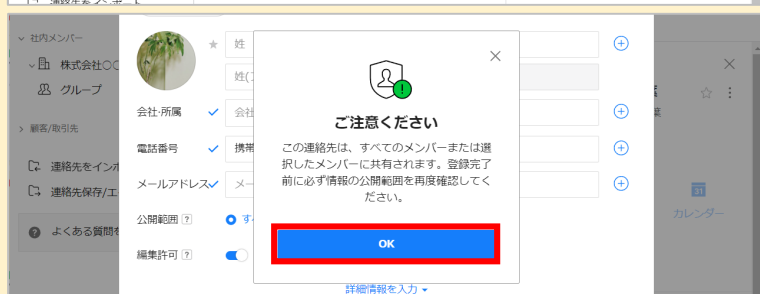 社内メンバー
株式会社〇〇
グループ
顧客/取引先
連絡先をインポ
連絡先保存/エ
よくある質問
★ 姓
姓(
会社·所属
会社
電話番号
携帯
メールアドレス
メー
公開範囲 ?
す
編集許可 ?
詳細情報を入力
ご注意ください
この連絡先は、すべてのメンバーまたは選
択したメンバーに共有されます。登録完了
前に必ず情報の公開範囲を再度確認してく
ださい。
OK
31
カレンダー